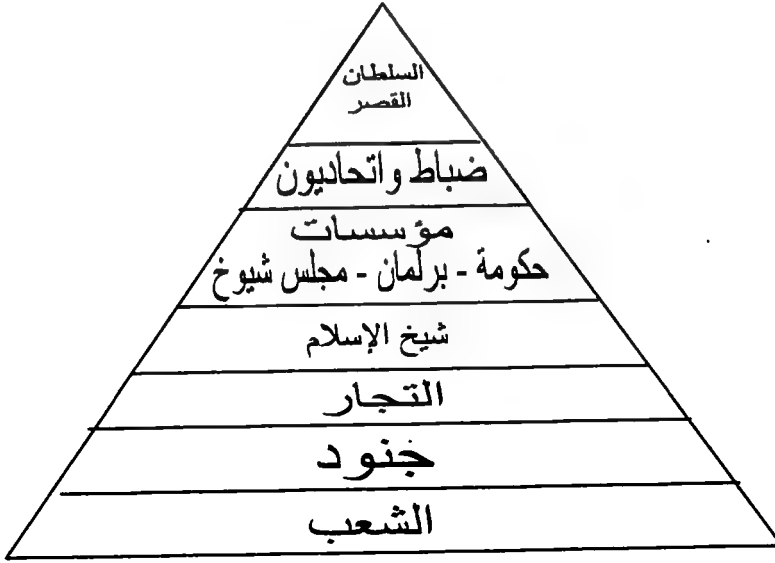 السلطان
القصر
ضباط واتحاديون
مؤسسات
حكومة - برلمان - مجلس شيوخ
شيخ الإسلام
التجار
جنود
الشعب